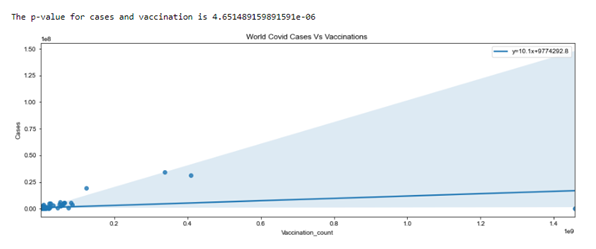 The p-value for cases and vaccination is 4.651489159891591e-06
World Covid Cases Vs Vaccinations
1e8
y=10.1x+9774292.8
1.50
1.25
1.00
0.75
0.50
0.25
0.00
Cases
0.2
0.4
0.6
0.8
1.0
1.2
1.4
1e9
Vaccination_count